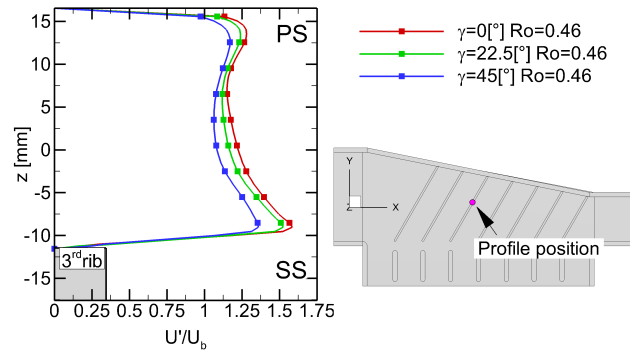 PS
15
10
5
0
-5
-10
-15
z [mm]
3rd rib
SS
0
0.25
0.5
0.75
1
1.25
1.5
1.75
U'/Ub
γ=0[°] Ro=0.46
γ=22.5[°] Ro=0.46
γ=45[°] Ro=0.46
Y
Z
X
Profile position